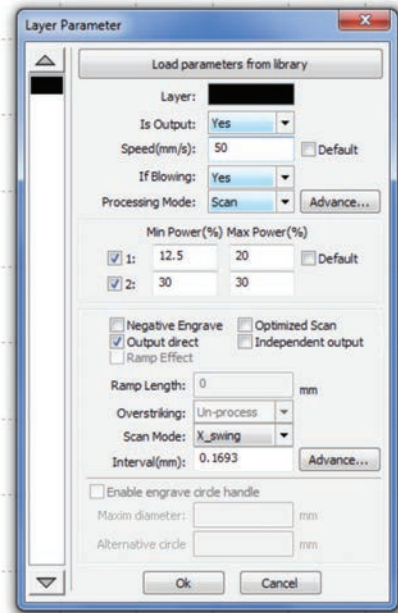 Layer Parameter
Load parameters from library
Layer:
Is Output: Yes
Speed(mm/s): 50 Default
If Blowing: Yes
Processing Mode: Scan Advance...
Min Power(%) Max Power(%)
1: 12.5 20 Default
2: 30 30
Negative Engrave Optimized Scan
Output direct Independent output
Ramp Effect
Ramp Length: 0 mm
Overstriking: Un-process
Scan Mode: X_swing
Interval(mm): 0.1693 Advance...
Enable engrave circle handle
Maxim diameter: mm
Alternative circle mm
Ok Cancel